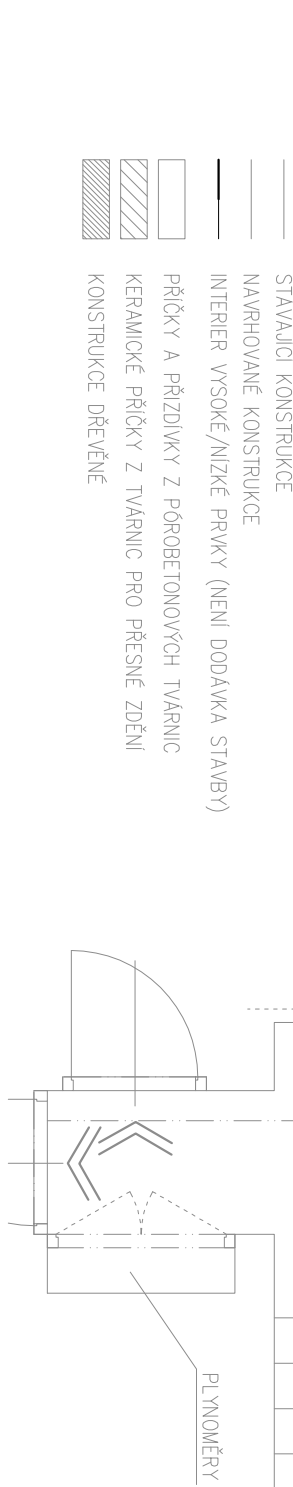 STÁVAJÍCÍ KONSTRUKCE
NAVRHOVANÉ KONSTRUKCE
INTERIER VYSOKÉ/NÍZKÉ PRVKY (NENÍ DODÁVKA STAVBY)
PŘÍČKY A PŘIZDÍVKY Z PÓROBETONOVÝCH TVÁRNIC
KERAMICKÉ PŘÍČKY Z TVÁRNIC PRO PŘESNÉ ZDĚNÍ
KONSTRUKCE DŘEVĚNÉ
PLYNOMĚRY